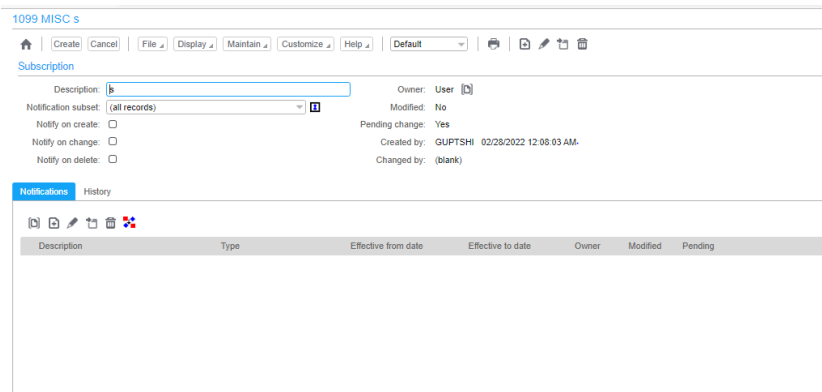 1099 MISC s
Create Cancel File Display Maintain Customize Help Default
Subscription
Description: s Owner: User
Notification subset: (all records) Modified: No
Notify on create: Pending change: Yes
Notify on change: Created by: GUPTSHI 02/28/2022 12:08:03 AM
Notify on delete: Changed by: (blank)
Notifications History
Description Type Effective from date Effective to date Owner Modified Pending